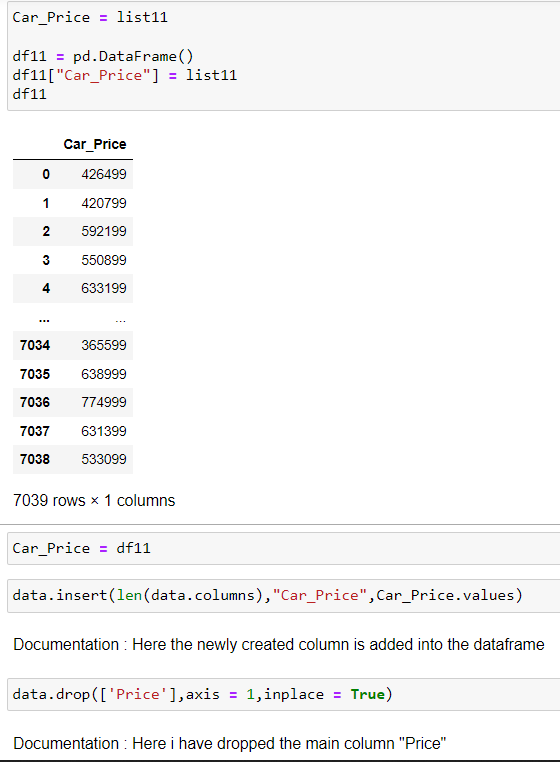 Car_Price = list11
df11 = pd.DataFrame()
df11["Car_Price"] = list11
df11
Car_Price
0 426499
1 420799
2 592199
3 550899
4 633199
... ...
7034 365599
7035 638999
7036 774999
7037 631399
7038 533099
7039 rows × 1 columns
Car_Price = df11
data.insert(len(data.columns),"Car_Price",Car_Price.values)
Documentation : Here the newly created column is added into the dataframe
data.drop(['Price'],axis = 1,inplace = True)
Documentation : Here i have dropped the main column "Price"